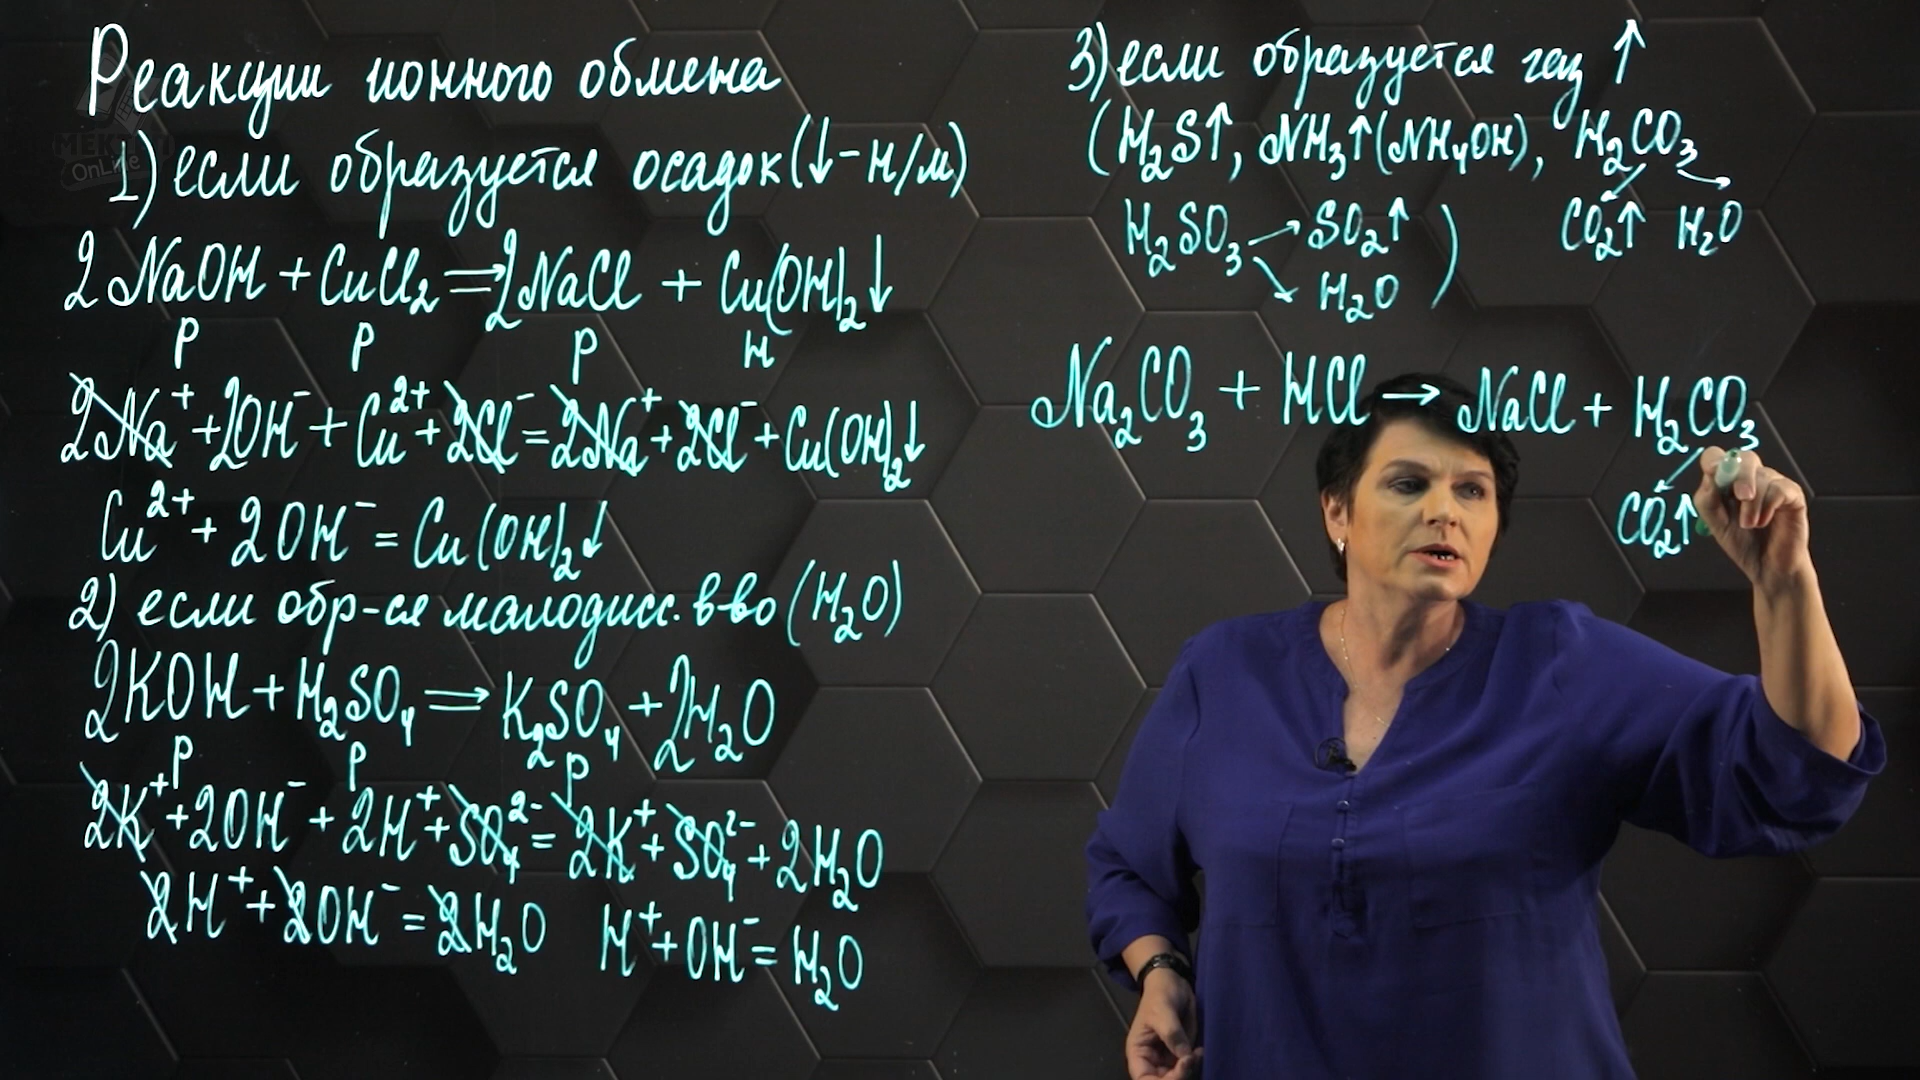 Реакции ионного обмена
1) если образуется осадок (↓ - н/м)
2NaOH + CuCl₂ ⇒ 2NaCl + Cu(OH)₂↓
р р р н
2Na⁺ + 2OH⁻ + Cu²⁺ + 2Cl⁻ = 2Na⁺ + 2Cl⁻ + Cu(OH)₂↓
Cu²⁺ + 2OH⁻ = Cu(OH)₂↓
2) если обр-ся малодисс. в-во (H₂O)
2KOH + H₂SO₄ ⇒ K₂SO₄ + 2H₂O
р р р
2K⁺ + 2OH⁻ + 2H⁺ + SO₄²⁻ = 2K⁺ + SO₄²⁻ + 2H₂O
2H⁺ + 2OH⁻ = 2H₂O H⁺ + OH⁻ = H₂O
3) если образуется газ ↑
(H₂S↑, NH₃↑(NH₄OH), H₂CO₃
CO₂↑ H₂O
H₂SO₃ → SO₂↑
↘ H₂O )
Na₂CO₃ + HCl → NaCl + H₂CO₃
CO₂↑
OnLine